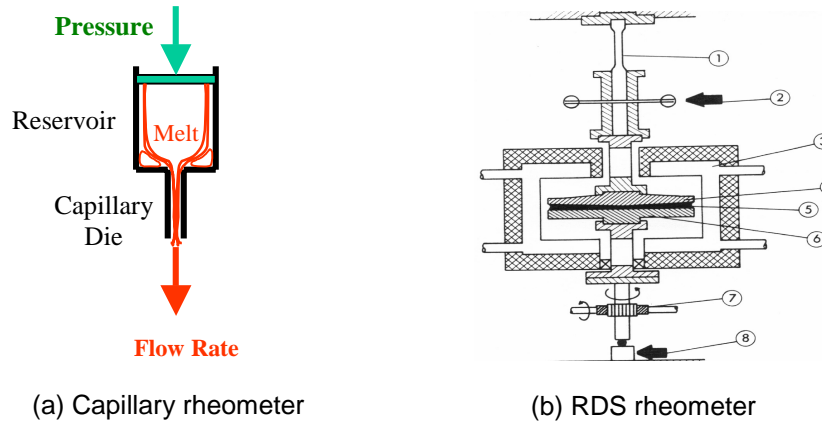 Pressure
Reservoir
Melt
Capillary
Die
Flow Rate
1
2
3
5
6
7
8
(a) Capillary rheometer
(b) RDS rheometer